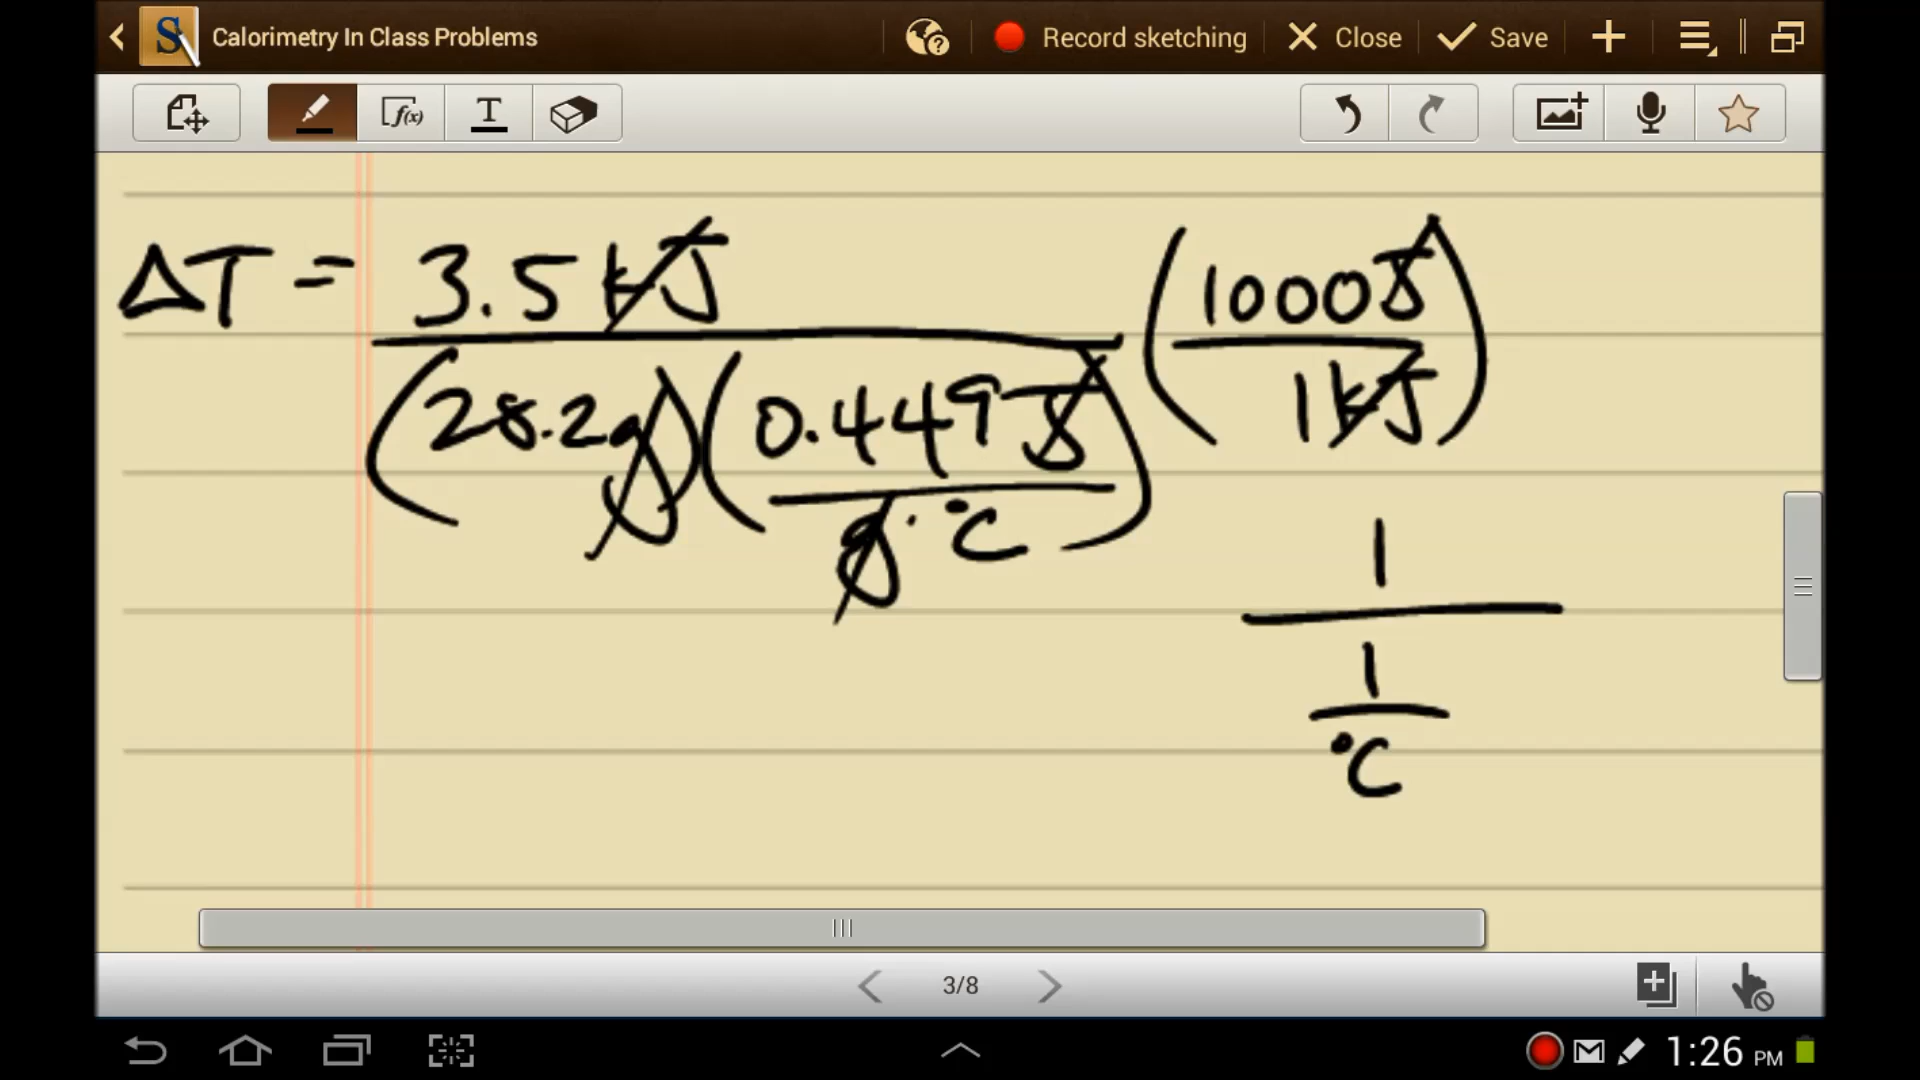 Calorimetry In Class Problems
Record sketching
Close
Save
f(x)
T
ΔT = 3.5 kJ (1000 J
(28.2g) (0.449 J 1 kJ)
g · °C)
1
1
°C
3/8
1:26 PM